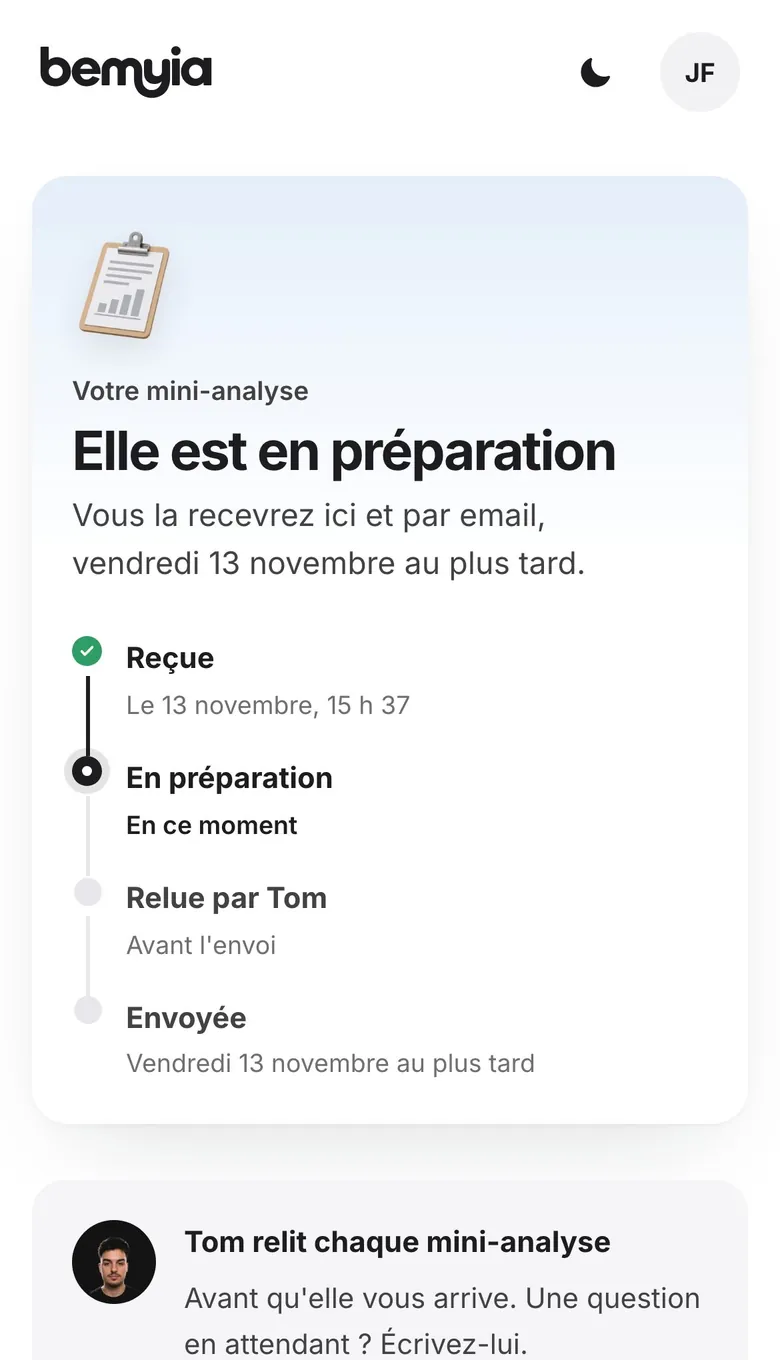 bemyia
JF
Votre mini-analyse
Elle est en préparation
Vous la recevrez ici et par email,
vendredi 13 novembre au plus tard.
Reçue
Le 13 novembre, 15 h 37
En préparation
En ce moment
Relue par Tom
Avant l'envoi
Envoyée
Vendredi 13 novembre au plus tard
Tom relit chaque mini-analyse
Avant qu'elle vous arrive. Une question
en attendant ? Écrivez-lui.